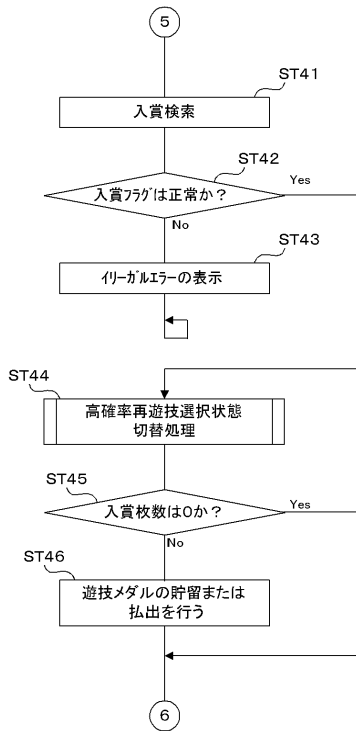 5
ST41
入賞検索
ST42
入賞フラグは正常か?
Yes
No
ST43
イリーガルエラーの表示
ST44
高確率再遊技選択状態
切替処理
ST45
入賞枚数は0か?
Yes
No
ST46
遊技メダルの貯留または
払出を行う
6